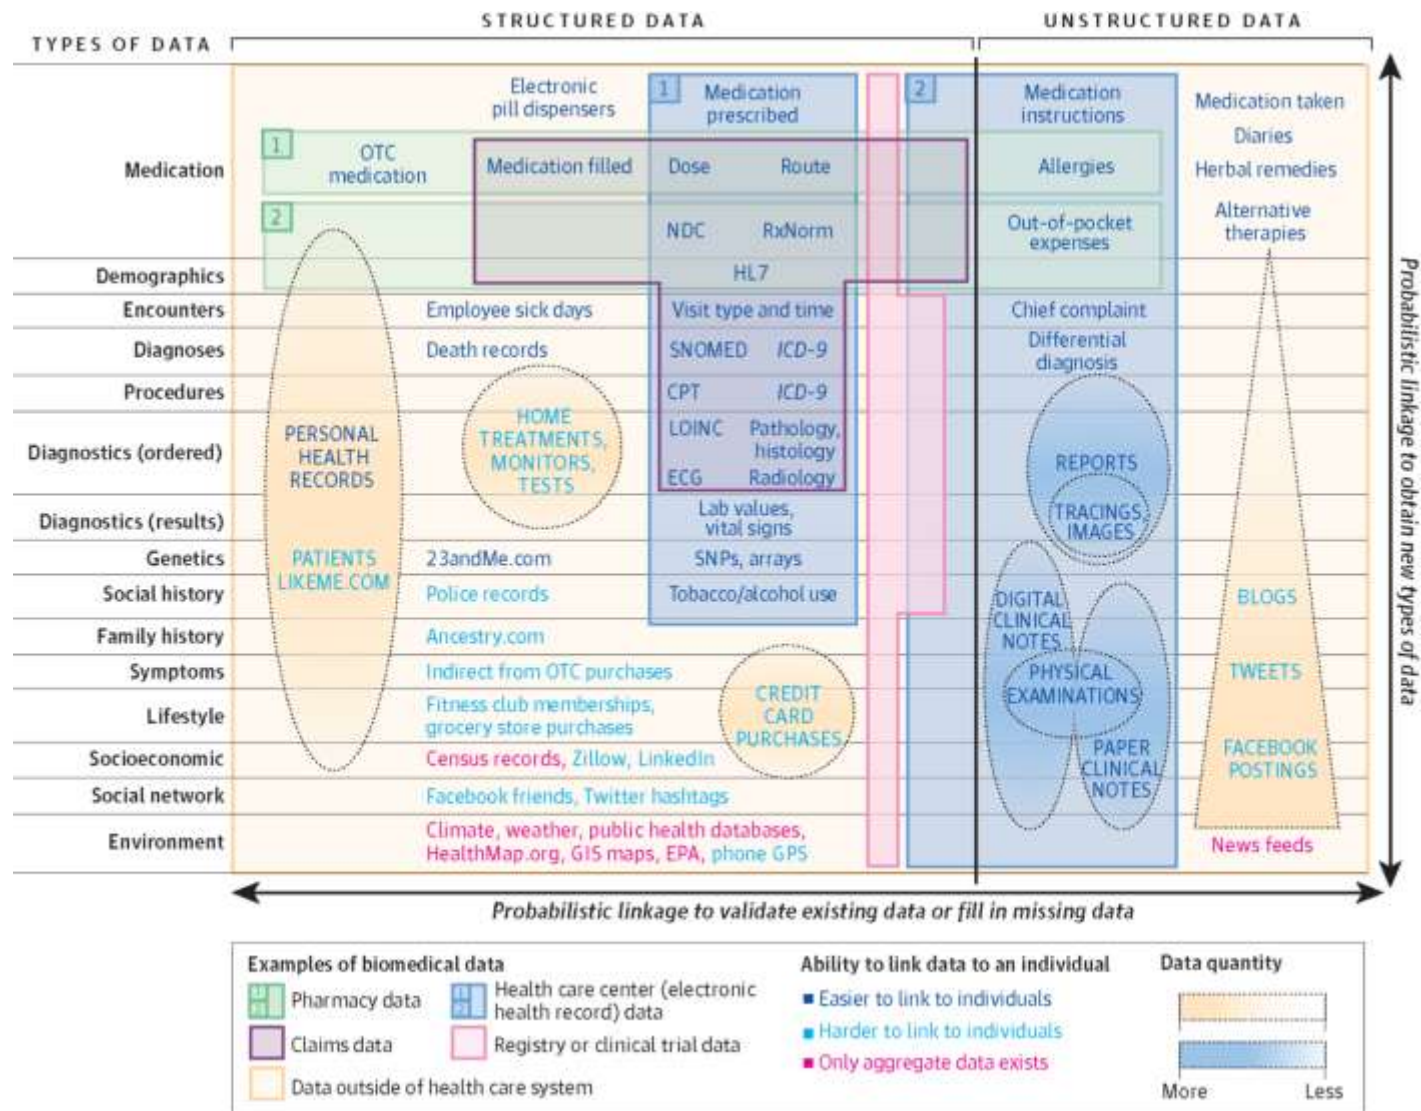 STRUCTURED DATA
UNSTRUCTURED DATA
TYPES OF DATA
Electronic
pill dispensers
1
Medication
prescribed
2
Medication
instructions
Medication taken
Diaries
Herbal remedies
Alternative
therapies
Medication
1
OTC
medication
Medication filled
Dose
Route
Allergies
2
NDC
RxNorm
Out-of-pocket
expenses
Demographics
HL7
Encounters
Employee sick days
Visit type and time
Chief complaint
Diagnoses
Death records
SNOMED
ICD-9
Differential
diagnosis
Procedures
CPT
ICD-9
Diagnostics (ordered)
PERSONAL
HEALTH
RECORDS
HOME
TREATMENTS,
MONITORS,
TESTS
LOINC
Pathology,
histology
ECG
Radiology
REPORTS
Diagnostics (results)
Lab values,
vital signs
TRACINGS,
IMAGES
Genetics
PATIENTS
LIKEME.COM
23andMe.com
SNPs, arrays
Social history
Police records
Tobacco/alcohol use
DIGITAL
CLINICAL
NOTES
BLOGS
Family history
Ancestry.com
Symptoms
Indirect from OTC purchases
PHYSICAL
EXAMINATIONS
TWEETS
Lifestyle
Fitness club memberships,
grocery store purchases
CREDIT
CARD
PURCHASES
Socioeconomic
Census records, Zillow, LinkedIn
PAPER
CLINICAL
NOTES
FACEBOOK
POSTINGS
Social network
Facebook friends, Twitter hashtags
Environment
Climate, weather, public health databases,
HealthMap.org, GIS maps, EPA, phone GPS
News feeds
Probabilistic linkage to obtain new types of data
Probabilistic linkage to validate existing data or fill in missing data
Examples of biomedical data
1
2
Pharmacy data
1
2
Health care center (electronic
health record) data
Claims data
Registry or clinical trial data
Data outside of health care system
Ability to link data to an individual
Easier to link to individuals
Harder to link to individuals
Only aggregate data exists
Data quantity
More
Less